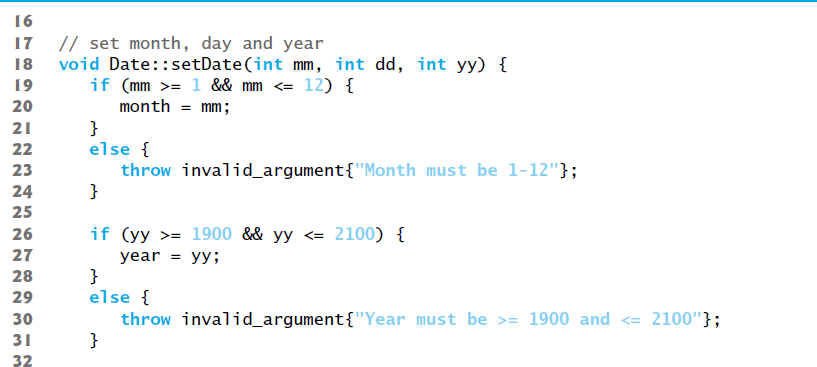 16
17 // set month, day and year
18 void Date::setDate(int mm, int dd, int yy) {
19 if (mm >= 1 && mm <= 12) {
20 month = mm;
21 }
22 else {
23 throw invalid_argument{"Month must be 1-12"};
24 }
25
26 if (yy >= 1900 && yy <= 2100) {
27 year = yy;
28 }
29 else {
30 throw invalid_argument{"Year must be >= 1900 and <= 2100"};
31 }
32